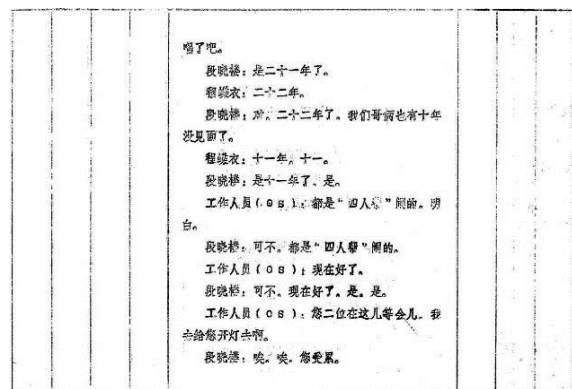 唱了吧。
段晓楼：是二十一年了。
程蝶衣：二十二年。
段晓楼：对。二十二年了。我们哥俩也有十年
没见面了。
程蝶衣：十一年。十一。
段晓楼：是十一年了、是。
工作人员（OS）：都是“四人帮”闹的。明
白。
段晓楼：可不。都是“四人帮”闹的。
工作人员（OS）：现在好了。
段晓楼：可不。现在好了。是。是。
工作人员（OS）：您二位在这儿等会儿。我
去给您开灯去啊。
段晓楼：唉。唉。您受累。